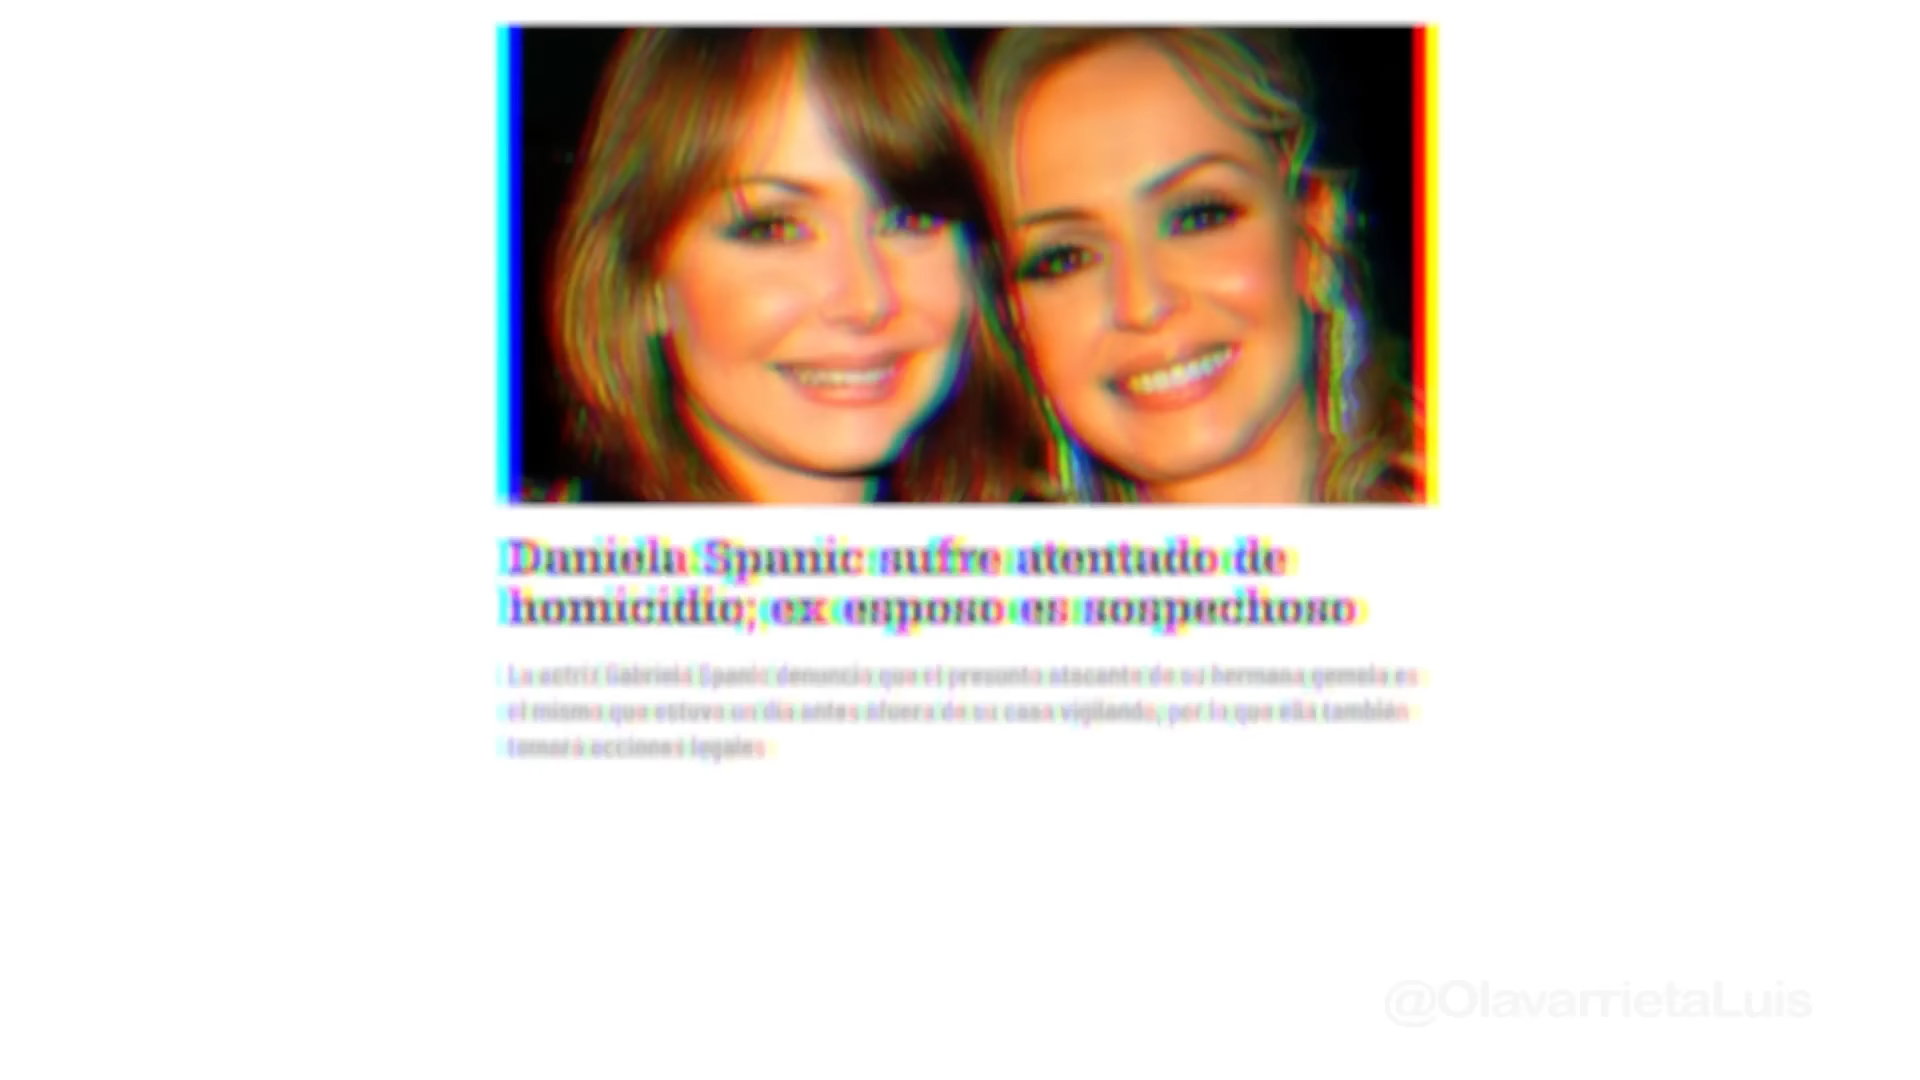 Daniela Spanic sufre atentado de
homicidio; ex esposo es sospechoso
La actriz Gabriela Spanic denuncia que el presunto atacante de su hermana gemela es
el mismo que estuvo un día antes afuera de su casa vigilando, por lo que ella también
tomará acciones legales
@OlavarrietaLuis